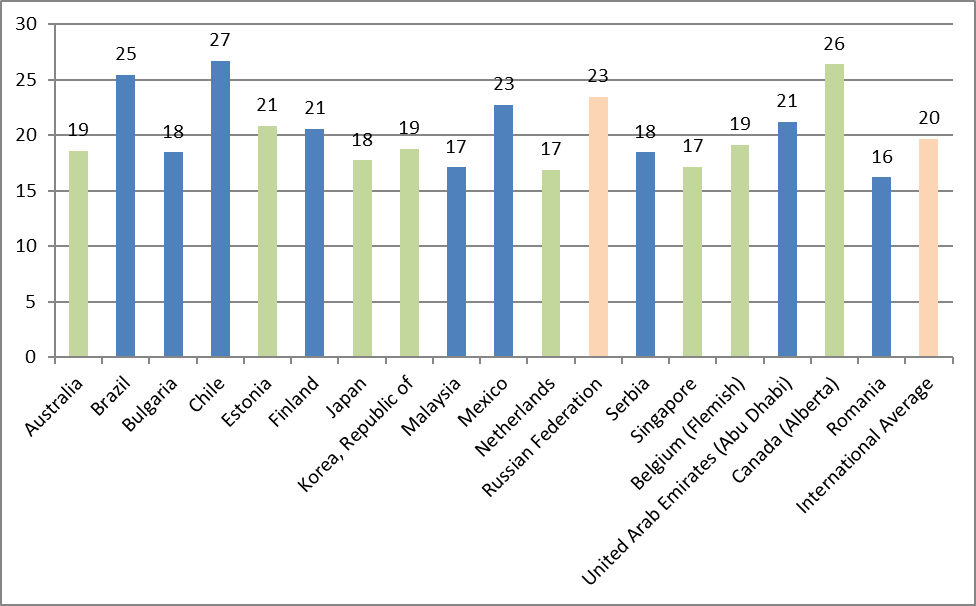 30
25
20
15
10
5
0
19
25
18
27
21
21
18
19
17
23
17
23
18
17
19
21
26
16
20
Australia
Brazil
Bulgaria
Chile
Estonia
Finland
Japan
Korea, Republic of
Malaysia
Mexico
Netherlands
Russian Federation
Serbia
Singapore
Belgium (Flemish)
United Arab Emirates (Abu Dhabi)
Canada (Alberta)
Romania
International Average